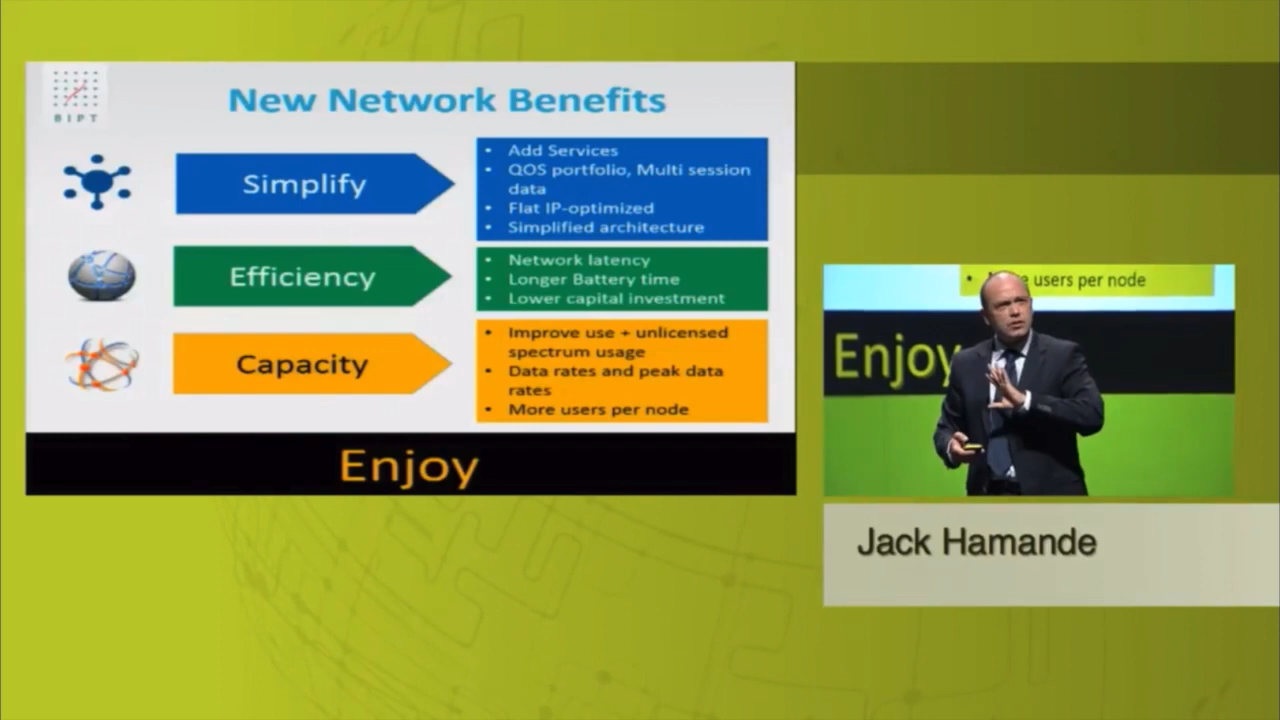 BIPT
New Network Benefits
Simplify
• Add Services
• QOS portfolio, Multi session
data
• Flat IP-optimized
• Simplified architecture
Efficiency
• Network latency
• Longer Battery time
• Lower capital investment
Capacity
• Improve use + unlicensed
spectrum usage
• Data rates and peak data
rates
• More users per node
Enjoy
• users per node
Enjoy
Jack Hamande